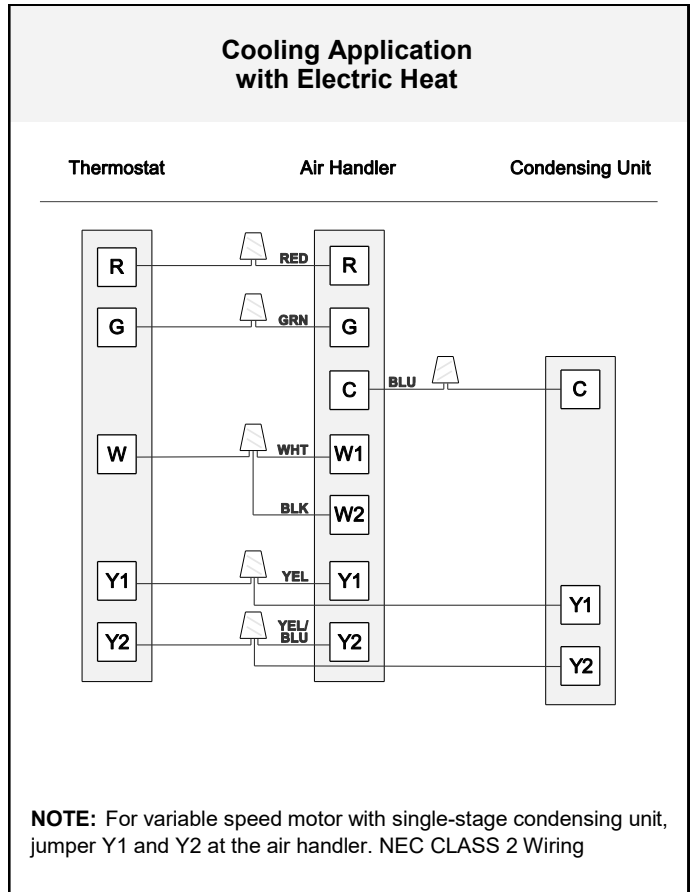 Cooling Application
with Electric Heat
Thermostat Air Handler Condensing Unit
R RED R
G GRN G
C BLU C
W WHT W1
BLK W2
Y1 YEL Y1
Y1
YEL/
Y2 BLU Y2
Y2
NOTE: For variable speed motor with single-stage condensing unit,
jumper Y1 and Y2 at the air handler. NEC CLASS 2 Wiring